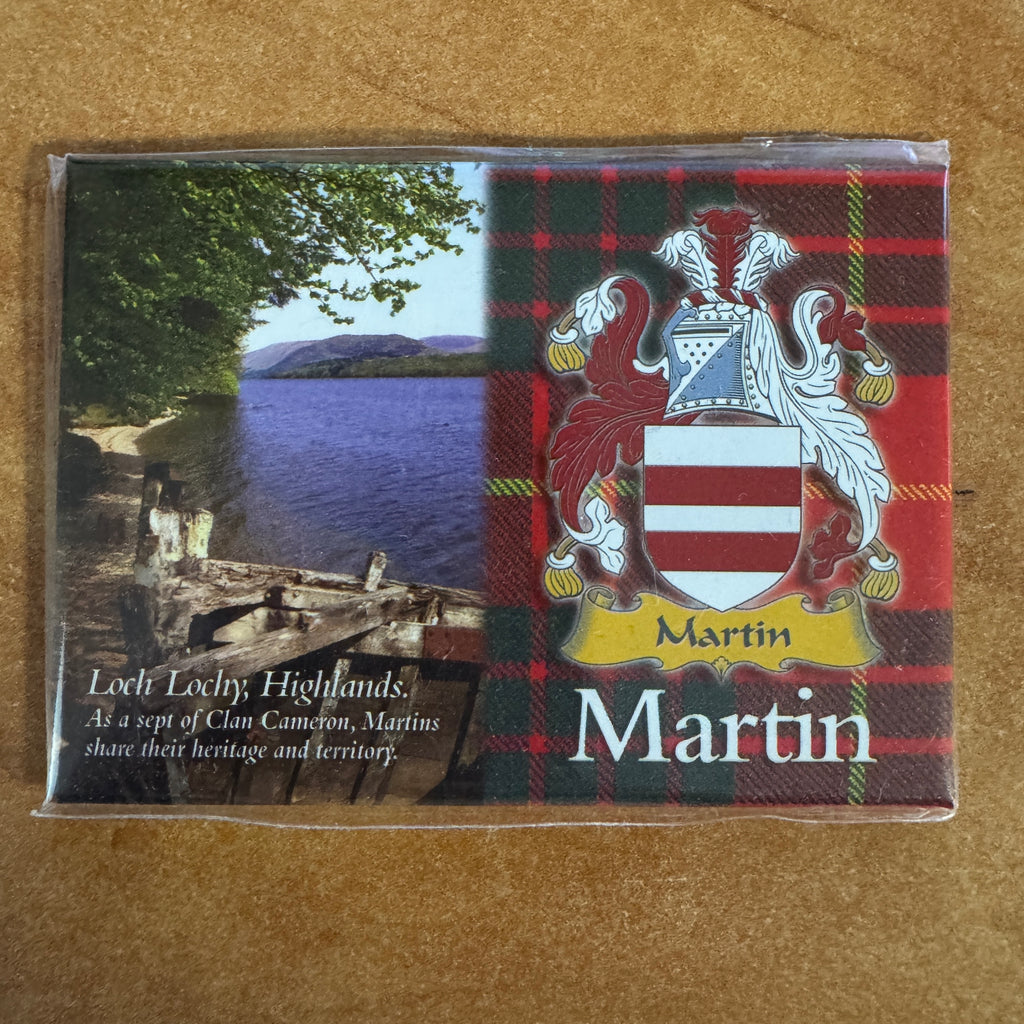 Loch Lochy, Highlands.
As a sept of Clan Cameron, Martins
share their heritage and territory.
Martin
Martin